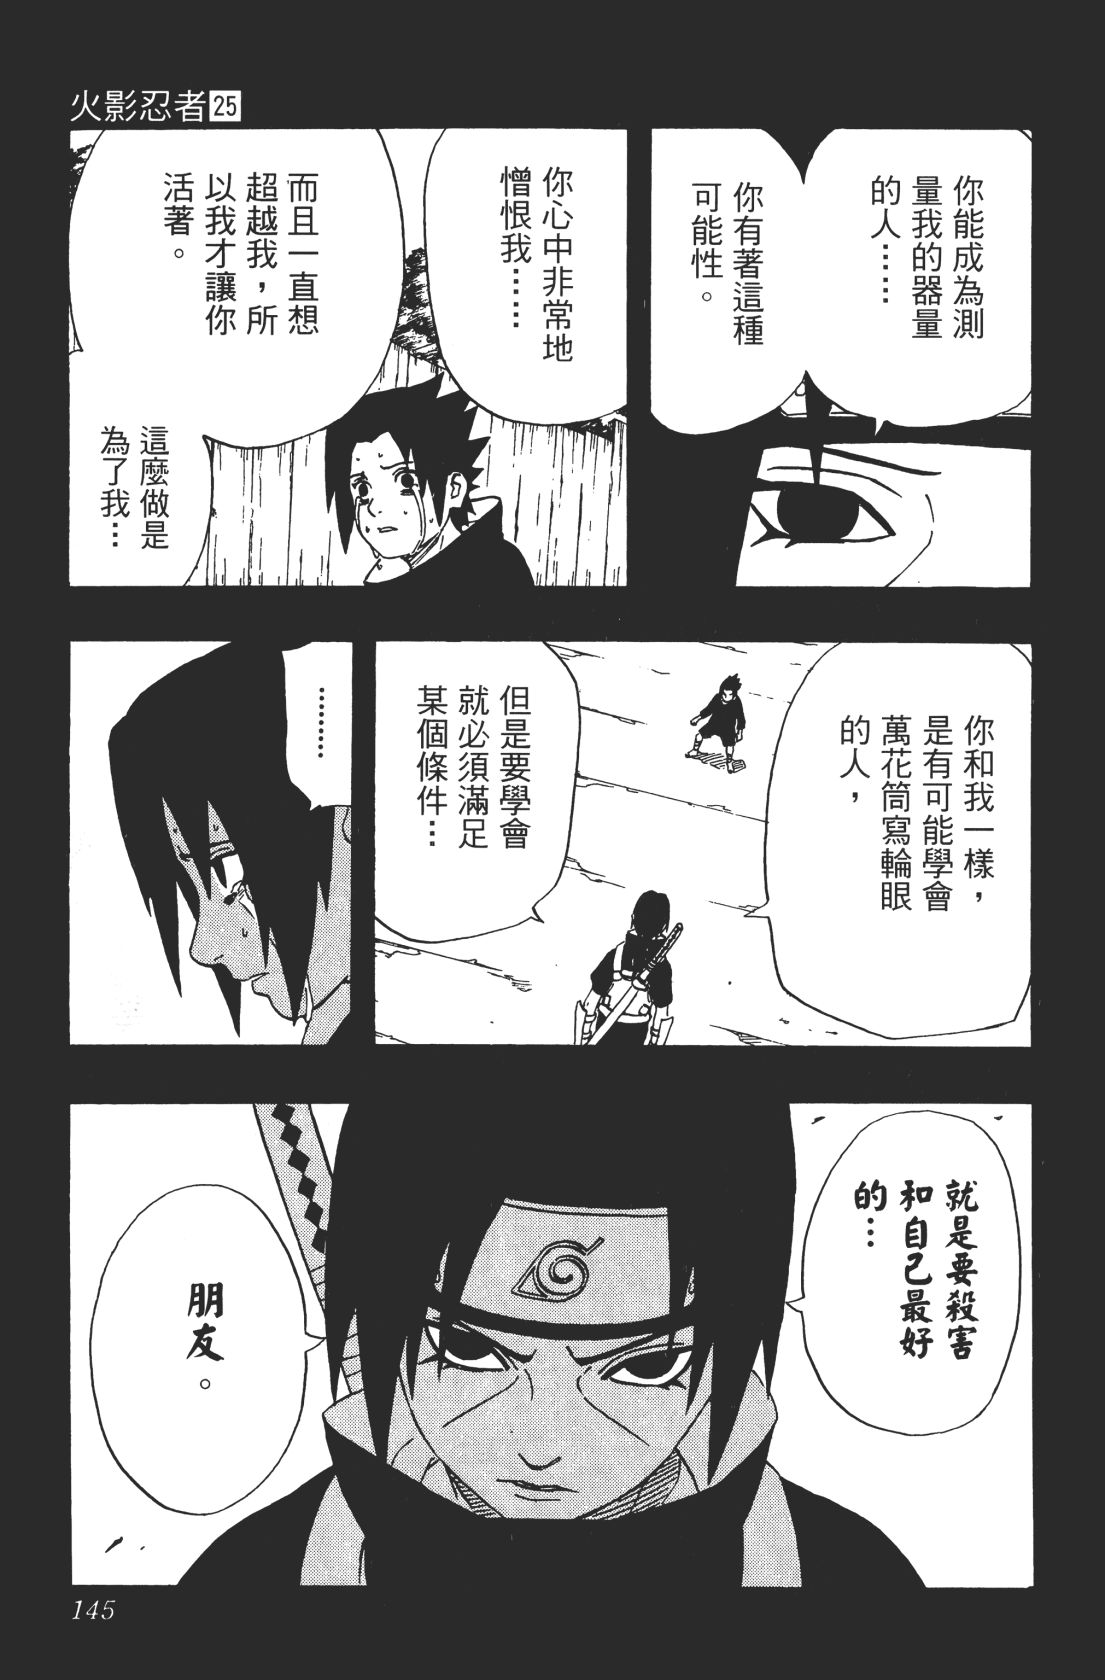 火影忍者25
你能成為測
量我的器量
的人……
你有著這種
可能性。
你心中非常地
憎恨我……
而且一直想
超越我，所
以我才讓你
活著。
這麼做是
為了我…
你和我一樣，
是有可能學會
萬花筒寫輪眼
的人，
但是要學會
就必須滿足
某個條件…
………
就是要殺害
和自己最好
的…
朋友。
145